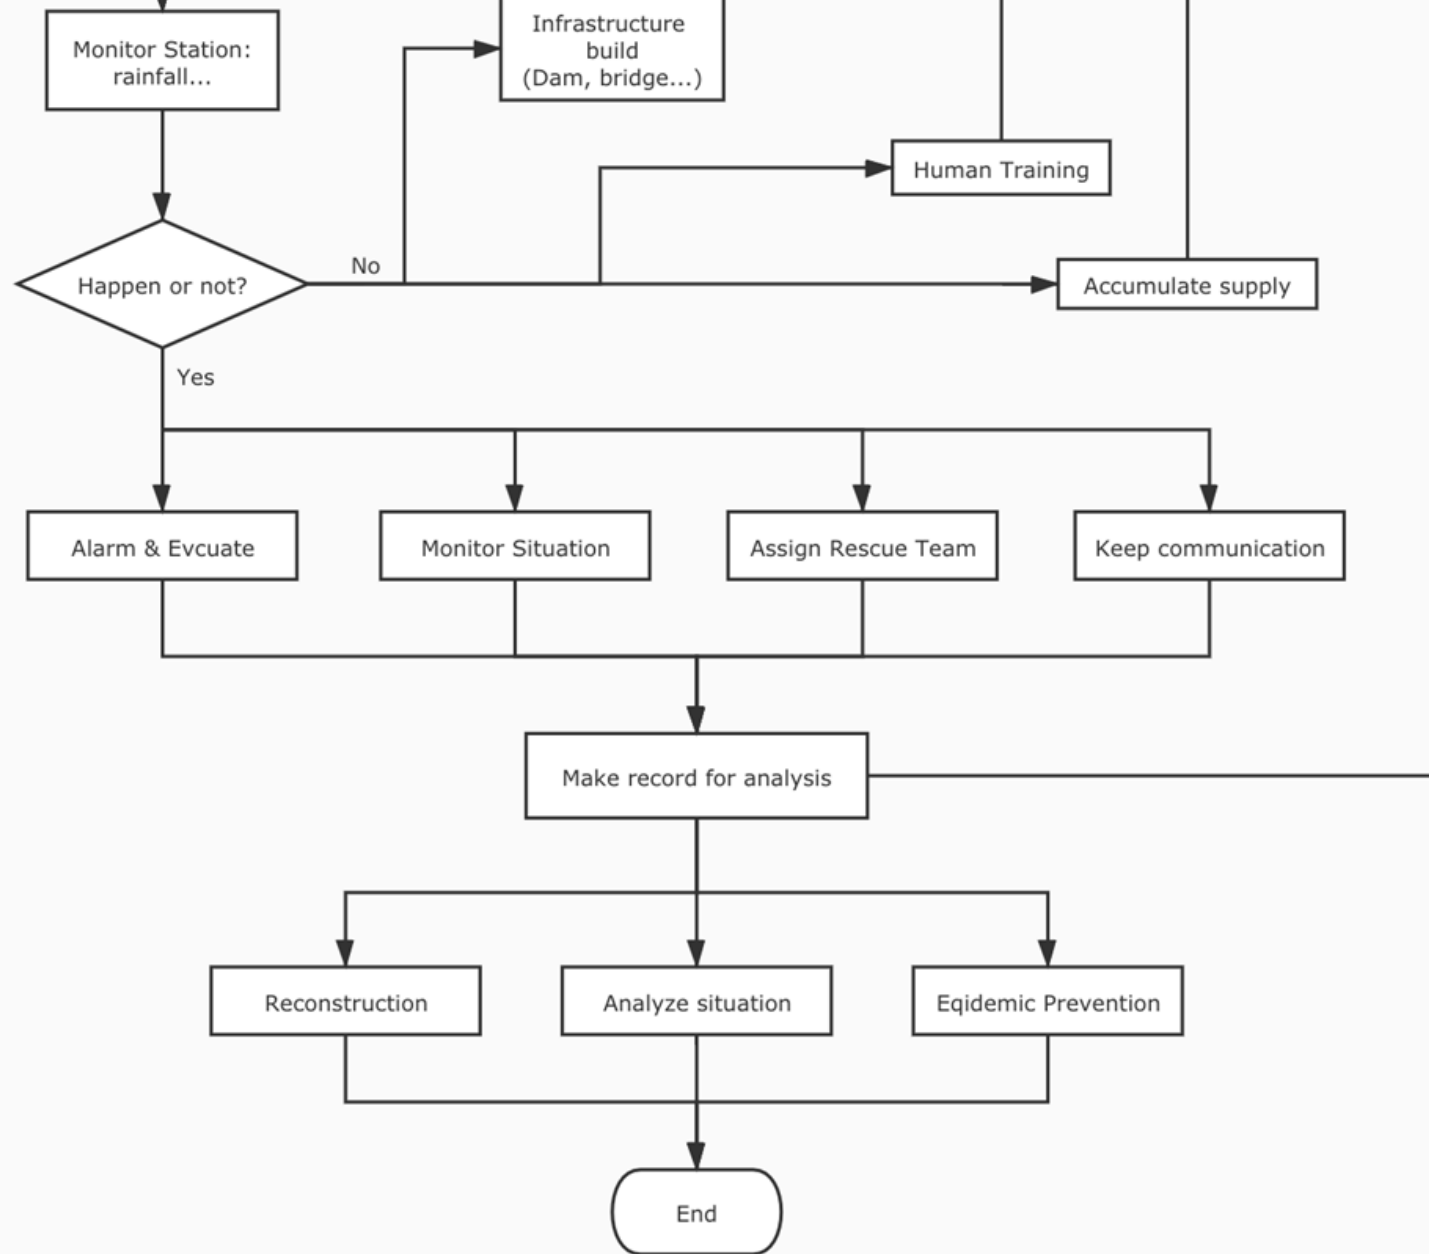 Monitor Station:
rainfall...
Infrastructure
build
(Dam, bridge...)
Human Training
No
Happen or not?
Accumulate supply
Yes
Alarm & Evcuate
Monitor Situation
Assign Rescue Team
Keep communication
Make record for analysis
Reconstruction
Analyze situation
Eqidemic Prevention
End